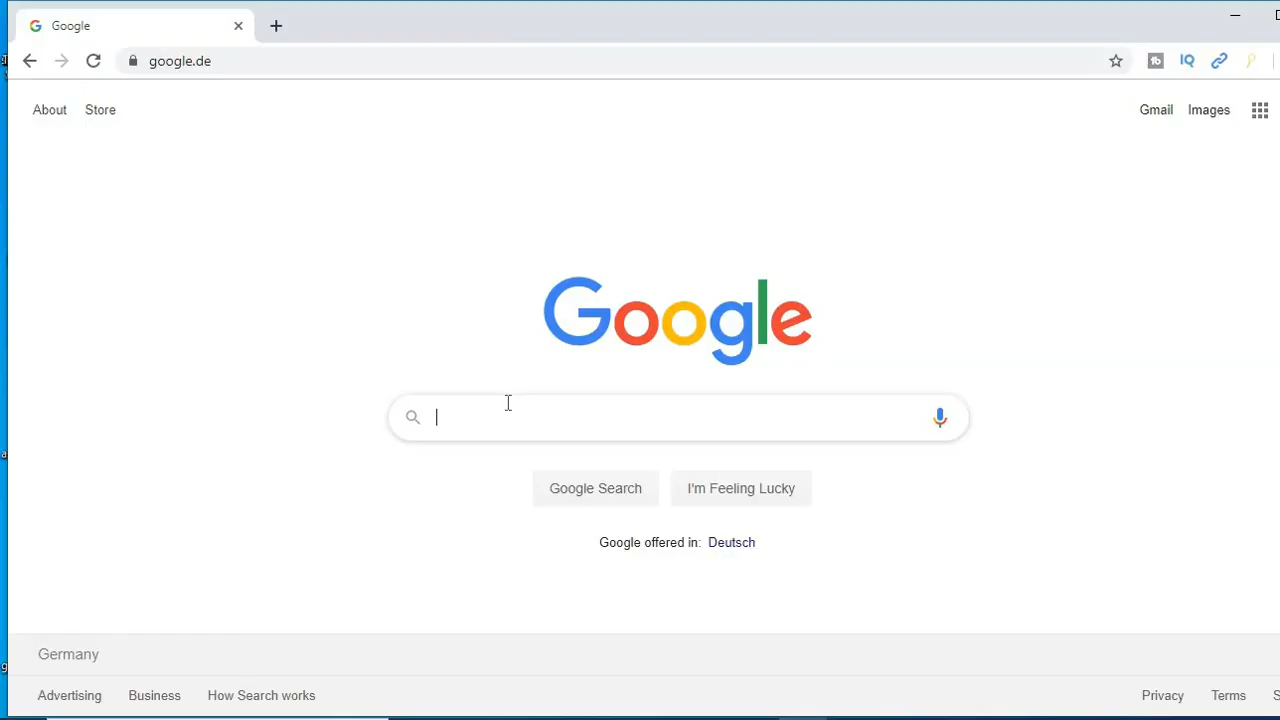 Google
google.de
About Store
Gmail Images
Google
Google Search I'm Feeling Lucky
Google offered in: Deutsch
Germany
Advertising Business How Search works
Privacy Terms S